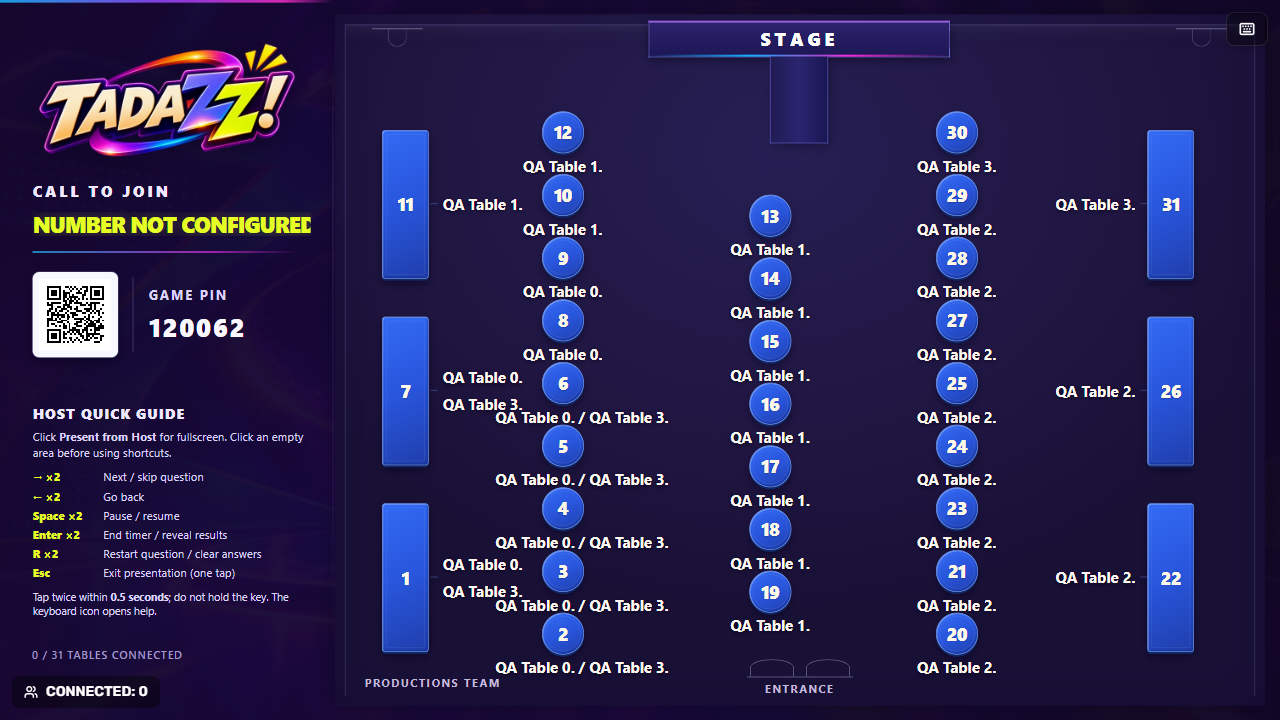 TADAZZ!
CALL TO JOIN
NUMBER NOT CONFIGURED
GAME PIN
120062
HOST QUICK GUIDE
Click Present from Host for fullscreen. Click an empty
area before using shortcuts.
→ x2 Next / skip question
← x2 Go back
Space x2 Pause / resume
Enter x2 End timer / reveal results
R x2 Restart question / clear answers
Esc Exit presentation (one tap)
Tap twice within 0.5 seconds; do not hold the key. The
keyboard icon opens help.
0 / 31 TABLES CONNECTED
CONNECTED: 0
STAGE
11
QA Table 1.
7
QA Table 0.
QA Table 3.
1
QA Table 0.
QA Table 3.
12
QA Table 1.
10
QA Table 1.
9
QA Table 0.
8
QA Table 0.
6
QA Table 0. / QA Table 3.
5
QA Table 0. / QA Table 3.
4
QA Table 0. / QA Table 3.
3
QA Table 0. / QA Table 3.
2
QA Table 0. / QA Table 3.
13
QA Table 1.
14
QA Table 1.
15
QA Table 1.
16
QA Table 1.
17
QA Table 1.
18
QA Table 1.
19
QA Table 1.
30
QA Table 3.
29
QA Table 2.
28
QA Table 2.
27
QA Table 2.
25
QA Table 2.
24
QA Table 2.
23
QA Table 2.
21
QA Table 2.
20
QA Table 2.
QA Table 3.
31
QA Table 2.
26
QA Table 2.
22
PRODUCTIONS TEAM
ENTRANCE